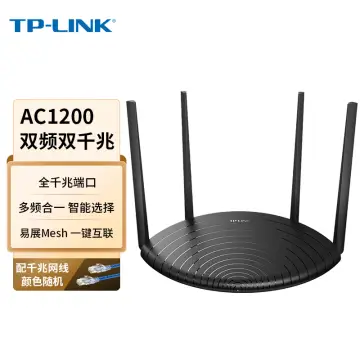 TP-LINK
AC1200
双频双千兆
全千兆端口
多频合一 智能选择
易展Mesh 一键互联
配千兆网线
颜色随机
TP-LINK